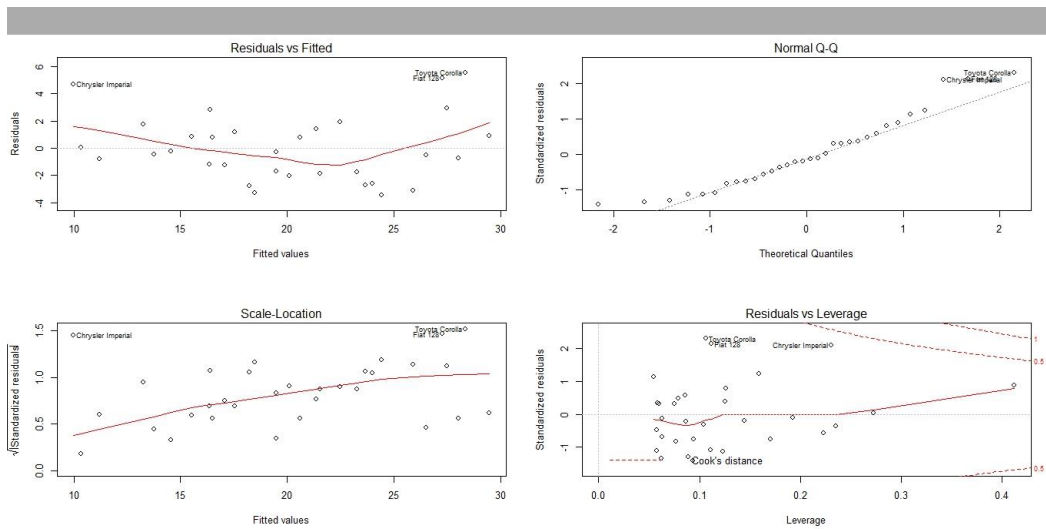 Residuals vs Fitted
Residuals
6
4
2
0
-2
-4
Chrysler Imperial
Toyota Corolla
Fiat 128
10
15
20
25
30
Fitted values
Normal Q-Q
Standardized residuals
2
1
0
-1
Toyota Corolla
Fiat 128
Chrysler Imperial
-2
-1
0
1
2
Theoretical Quantiles
Scale-Location
√|Standardized residuals|
1.5
1.0
0.5
0.0
Chrysler Imperial
Toyota Corolla
Fiat 128
10
15
20
25
30
Fitted values
Residuals vs Leverage
Standardized residuals
2
1
0
-1
Toyota Corolla
Fiat 128
Chrysler Imperial
1
0.5
0.5
Cook's distance
0.0
0.1
0.2
0.3
0.4
Leverage